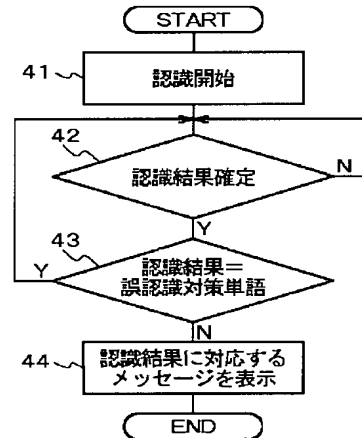 START
41
認識開始
42
認識結果確定
N
Y
43
Y
認識結果＝
誤認識対策単語
N
44
認識結果に対応する
メッセージを表示
END